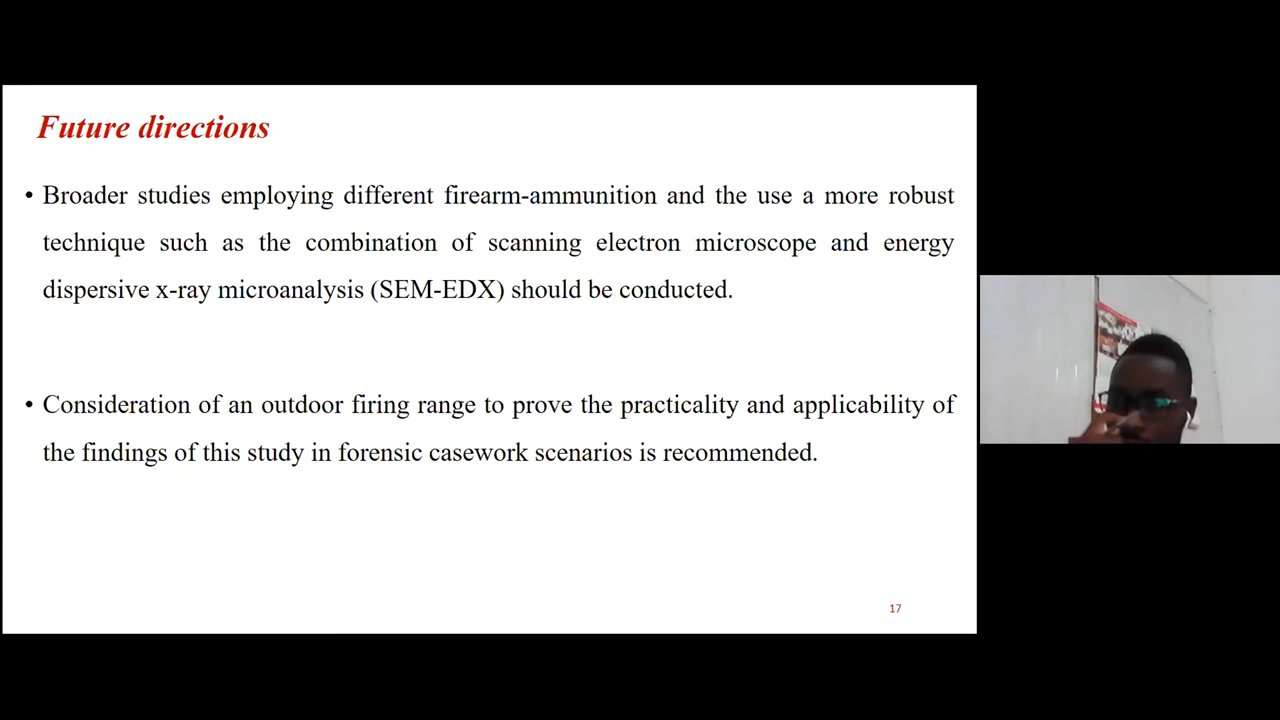 Future directions
• Broader studies employing different firearm-ammunition and the use a more robust
technique such as the combination of scanning electron microscope and energy
dispersive x-ray microanalysis (SEM-EDX) should be conducted.
• Consideration of an outdoor firing range to prove the practicality and applicability of
the findings of this study in forensic casework scenarios is recommended.
17